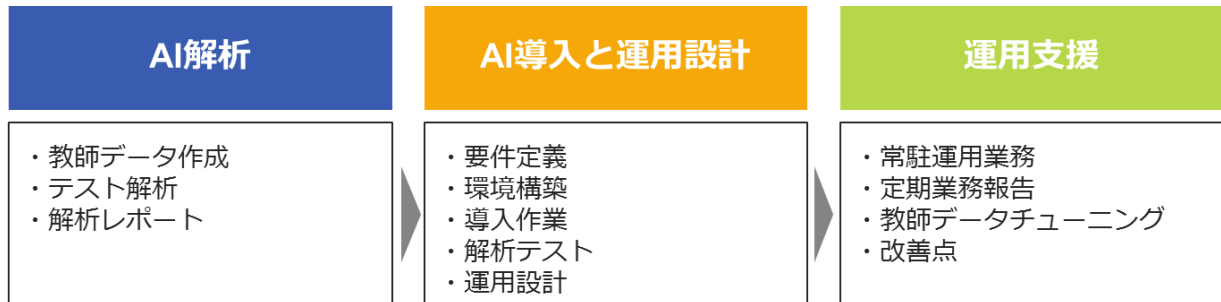 AI解析
・教師データ作成
・テスト解析
・解析レポート
AI導入と運用設計
・要件定義
・環境構築
・導入作業
・解析テスト
・運用設計
運用支援
・常駐運用業務
・定期業務報告
・教師データチューニング
・改善点